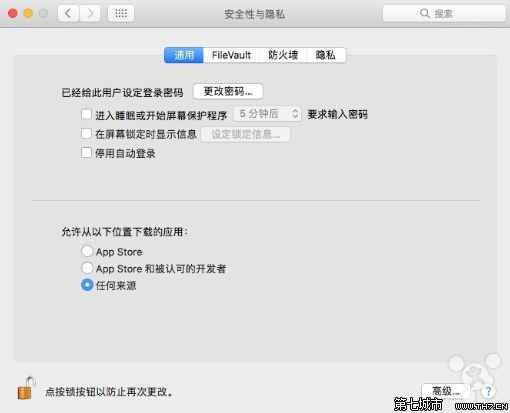 安全性与隐私
搜索
通用 FileVault 防火墙 隐私
已经给此用户设定登录密码 更改密码...
进入睡眠或开始屏幕保护程序 5 分钟后 要求输入密码
在屏幕锁定时显示信息 设定锁定信息...
停用自动登录
允许从以下位置下载的应用：
App Store
App Store 和被认可的开发者
任何来源
点按锁按钮以防止再次更改。
高级... ?
第七城市 WWW.TH7.CN